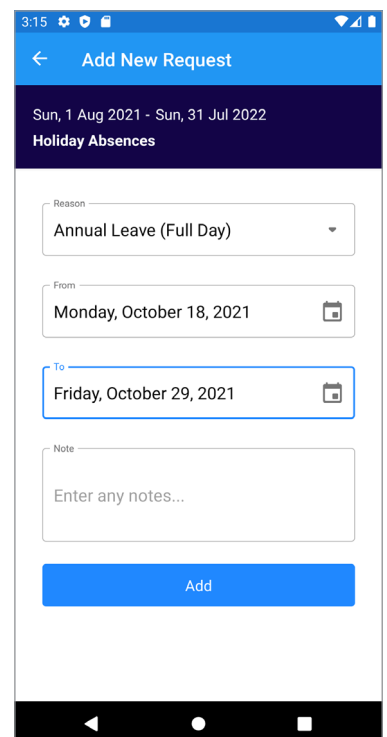 3:15
Add New Request
Sun, 1 Aug 2021 - Sun, 31 Jul 2022
Holiday Absences
Reason
Annual Leave (Full Day)
From
Monday, October 18, 2021
To
Friday, October 29, 2021
Note
Enter any notes...
Add